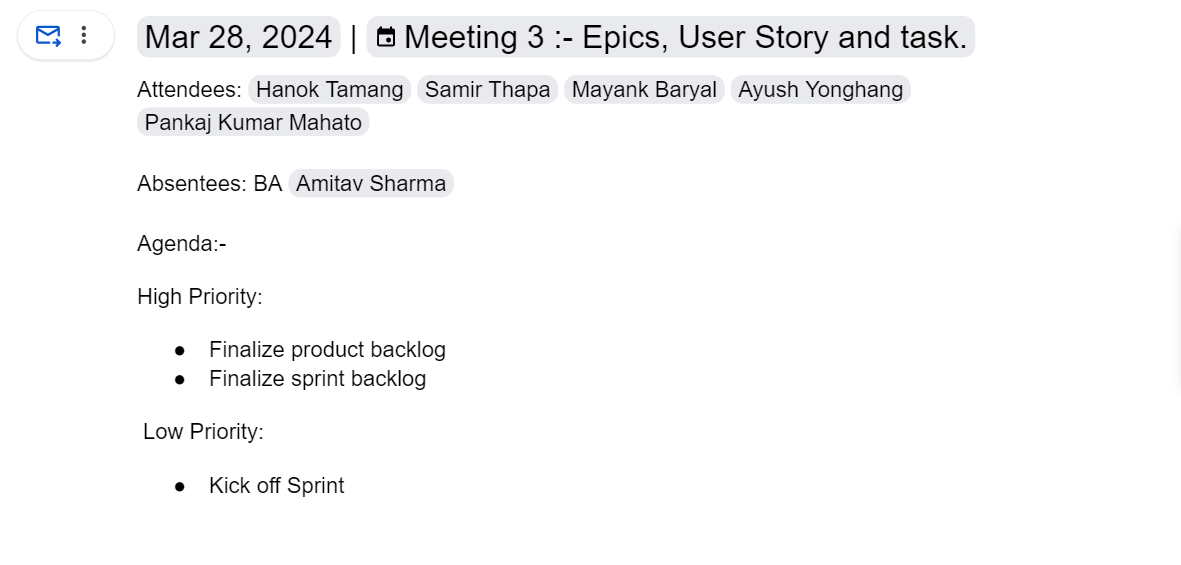 Mar 28, 2024 | Meeting 3 :- Epics, User Story and task.
Attendees: Hanok Tamang Samir Thapa Mayank Baryal Ayush Yonghang
Pankaj Kumar Mahato
Absentees: BA Amitav Sharma
Agenda:-
High Priority:
● Finalize product backlog
● Finalize sprint backlog
Low Priority:
● Kick off Sprint